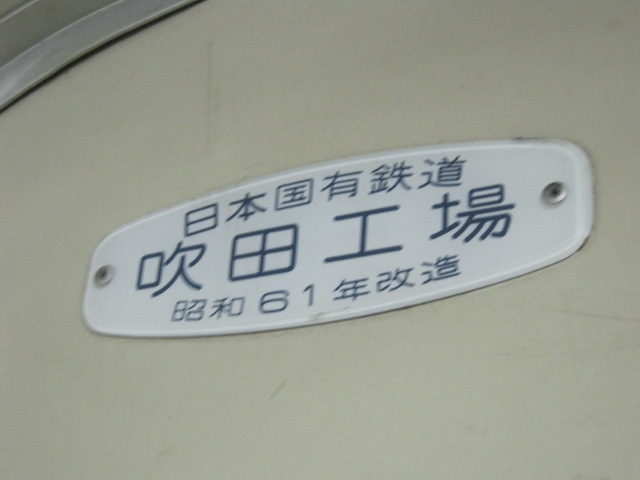 日本国有鉄道
吹田工場
昭和61年改造